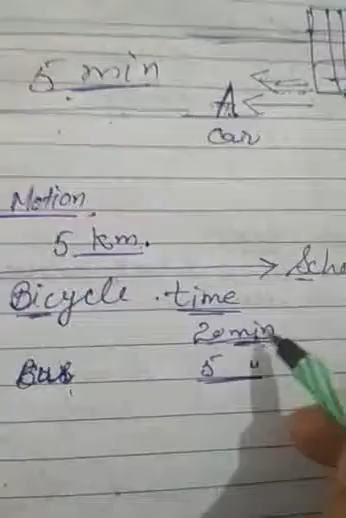 5 min
A
Car
Motion
5 km.
Bicycle . time
20 min
Bus 5 "